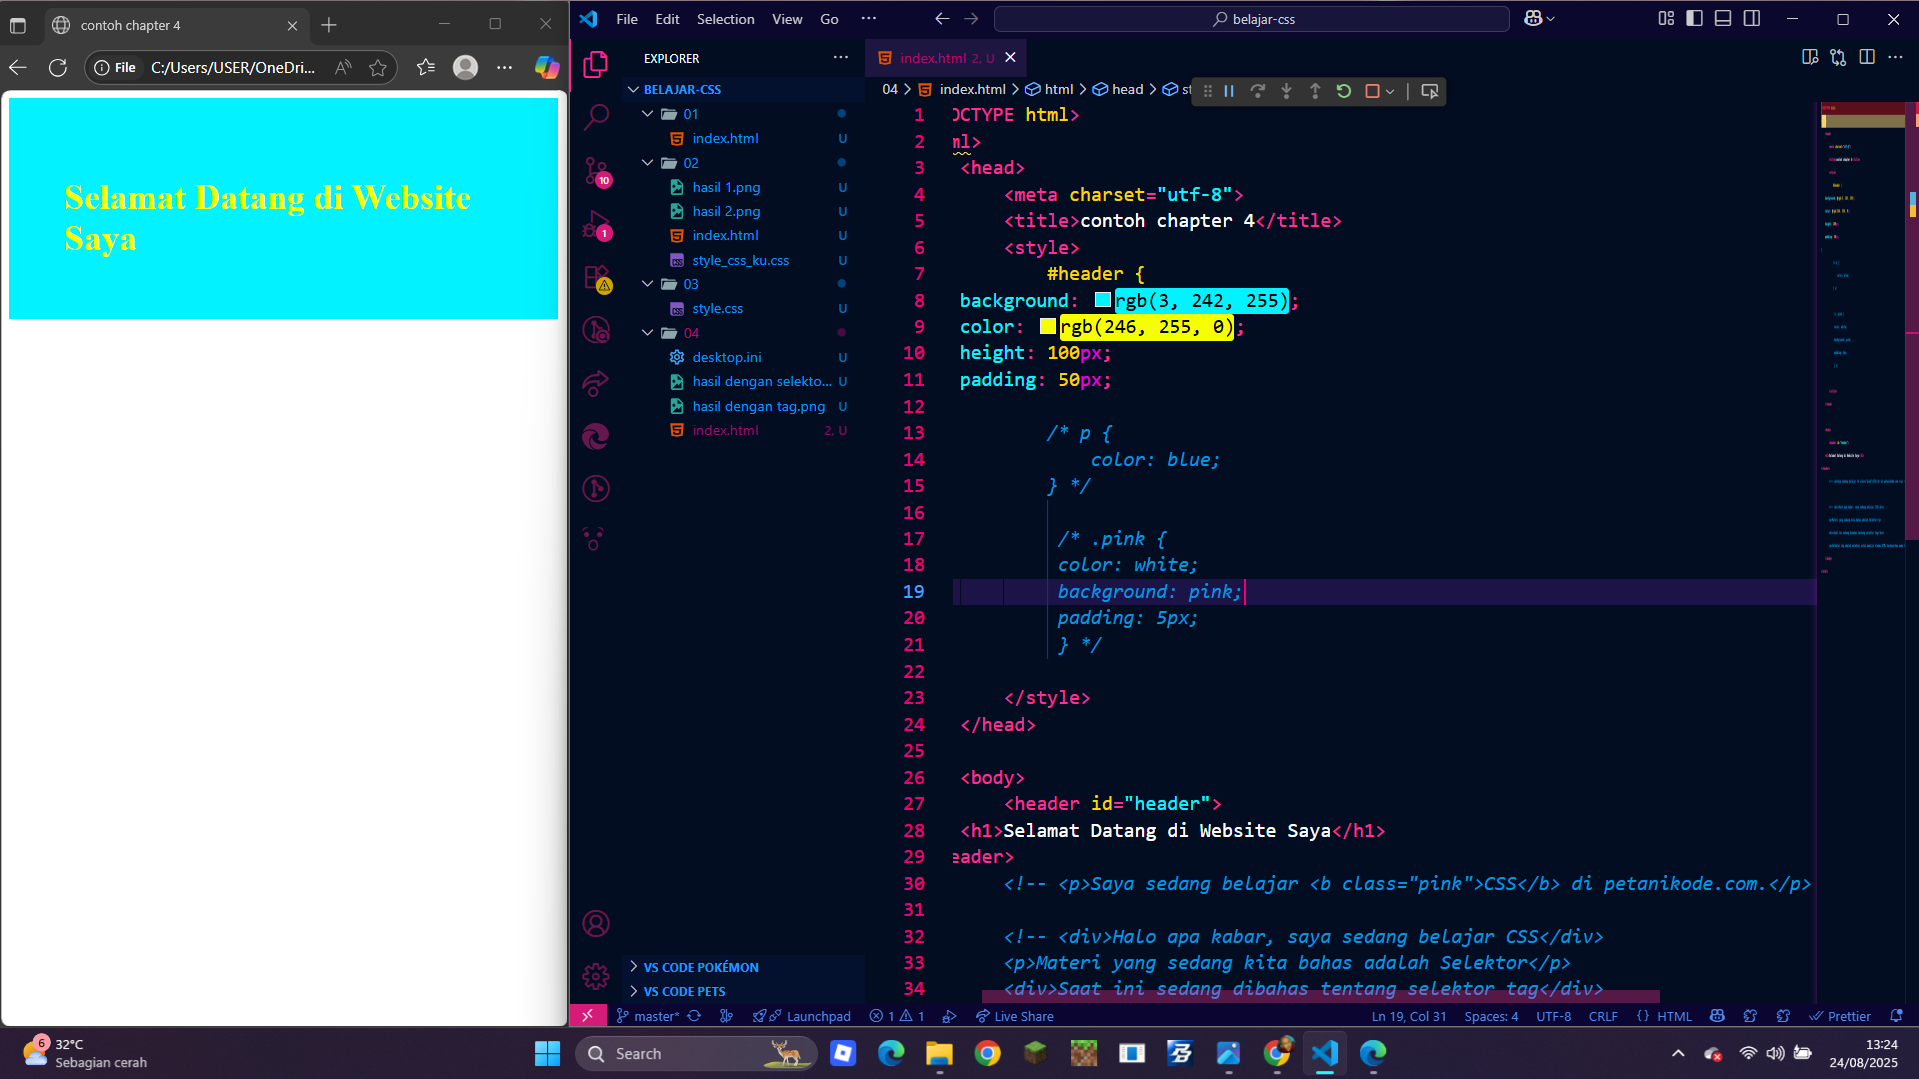 contoh chapter 4
File
C:/Users/USER/OneDri...
Selamat Datang di Website
Saya
File Edit Selection View Go ...
belajar-css
EXPLORER
BELAJAR-CSS
01
index.html U
02
hasil 1.png U
hasil 2.png U
index.html U
style_css_ku.css U
03
style.css U
04
desktop.ini U
hasil dengan selekto... U
hasil dengan tag.png U
index.html 2, U
VS CODE POKÉMON
VS CODE PETS
10
1
index.html 2, U
04 > index.html > html > head > st
1 OCTYPE html>
2 ml>
3 <head>
4 <meta charset="utf-8">
5 <title>contoh chapter 4</title>
6 <style>
7 #header {
8 background: rgb(3, 242, 255);
9 color: rgb(246, 255, 0);
10 height: 100px;
11 padding: 50px;
12
13 /* p {
14 color: blue;
15 } */
16
17 /* .pink {
18 color: white;
19 background: pink;
20 padding: 5px;
21 } */
22
23 </style>
24 </head>
25
26 <body>
27 <header id="header">
28 <h1>Selamat Datang di Website Saya</h1>
29 eader>
30 <!-- <p>Saya sedang belajar <b class="pink">CSS</b> di petanikode.com.</p>
31
32 <!-- <div>Halo apa kabar, saya sedang belajar CSS</div>
33 <p>Materi yang sedang kita bahas adalah Selektor</p>
34 <div>Saat ini sedang dibahas tentang selektor tag</div>
master* Launchpad 1 1 Live Share Ln 19, Col 31 Spaces: 4 UTF-8 CRLF {} HTML Prettier
6
32°C
Sebagian cerah
Search
13:24
24/08/2025